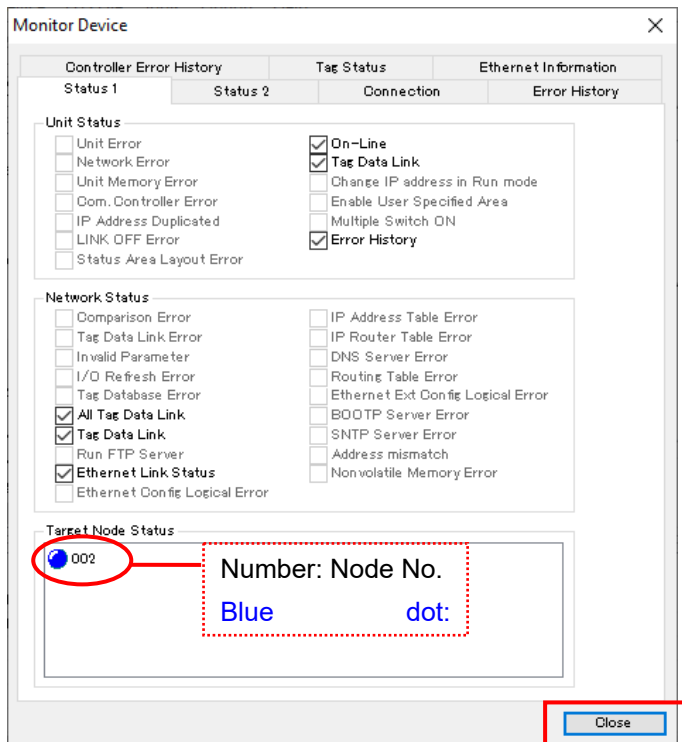 Monitor Device
Controller Error History Tag Status Ethernet Information
Status 1 Status 2 Connection Error History
Unit Status
Unit Error
Network Error
Unit Memory Error
Com. Controller Error
IP Address Duplicated
LINK OFF Error
Status Area Layout Error
On-Line
Tag Data Link
Change IP address in Run mode
Enable User Specified Area
Multiple Switch ON
Error History
Network Status
Comparison Error
Tag Data Link Error
Invalid Parameter
I/O Refresh Error
Tag Database Error
All Tag Data Link
Tag Data Link
Run FTP Server
Ethernet Link Status
Ethernet Config Logical Error
IP Address Table Error
IP Router Table Error
DNS Server Error
Routing Table Error
Ethernet Ext Config Logical Error
BOOTP Server Error
SNTP Server Error
Address mismatch
Nonvolatile Memory Error
Target Node Status
002
Number: Node No.
Blue dot:
Close